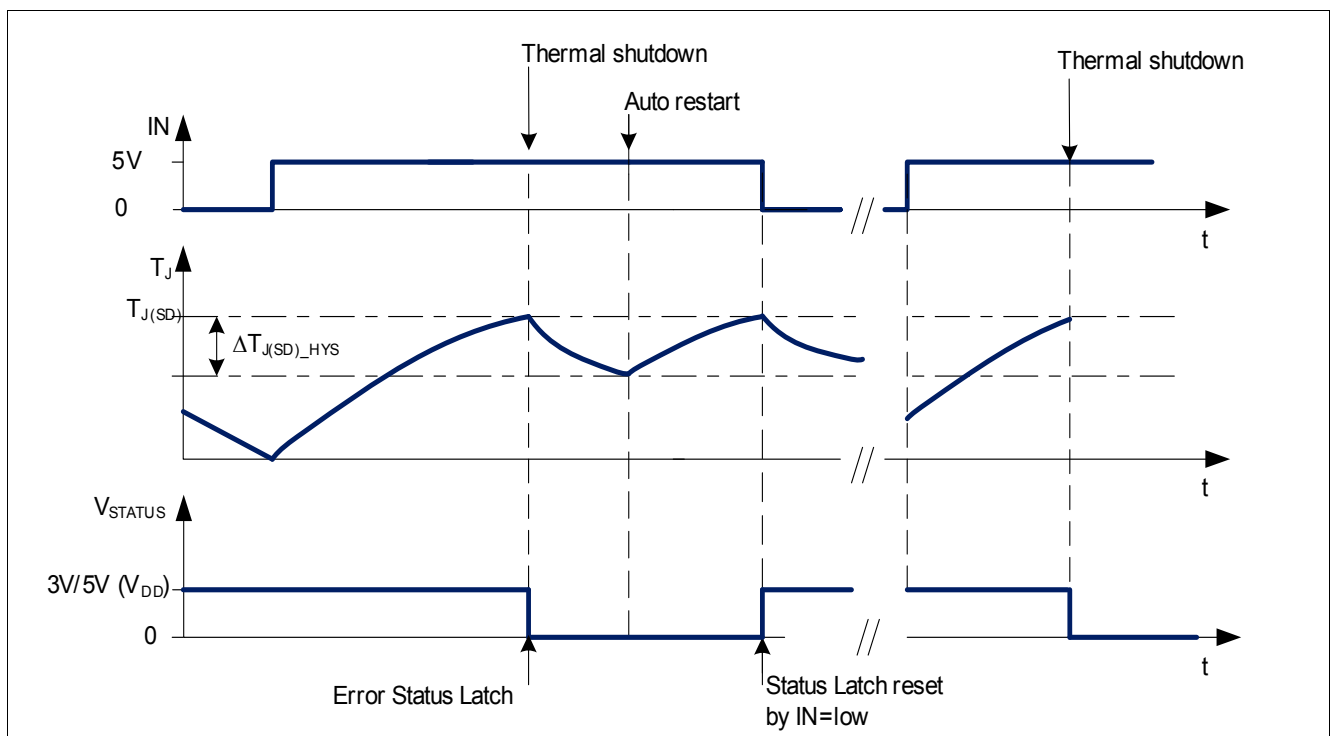 Thermal shutdown
Thermal shutdown
Auto restart
IN
5V
0
//
t
TJ
TJ(SD)
ΔTJ(SD)_HYS
//
t
VSTATUS
3V/5V (VDD)
0
//
t
Error Status Latch
Status Latch reset
by IN=low